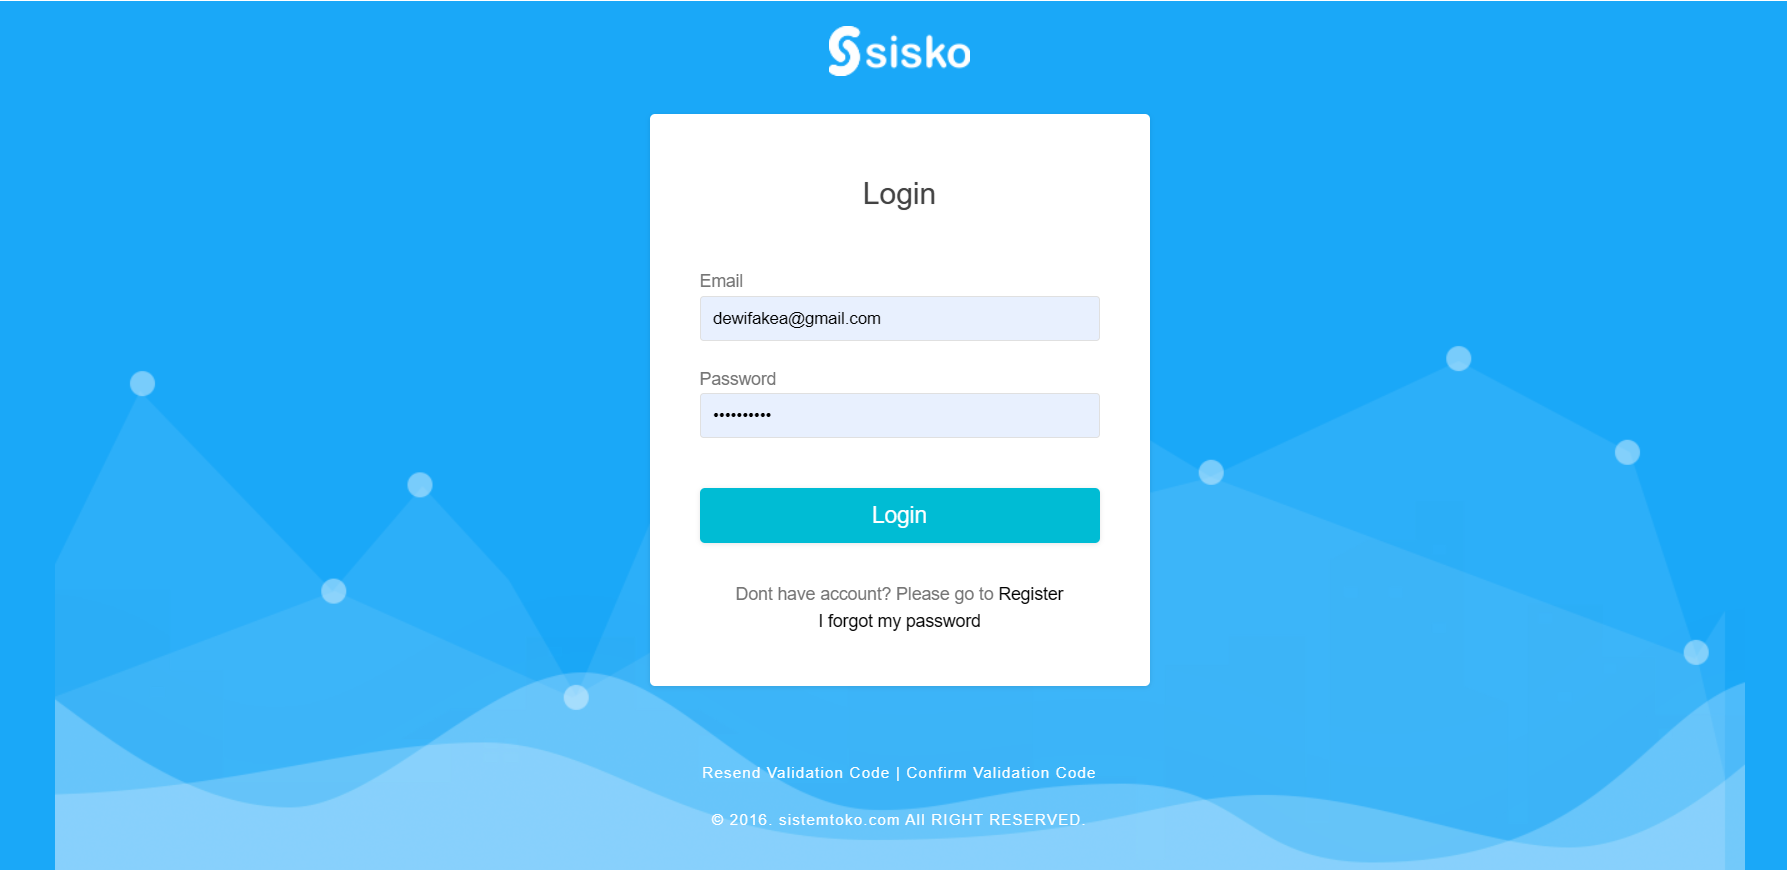 sisko
Login
Email
dewifakea@gmail.com
Password
••••••••••
Login
Dont have account? Please go to Register
I forgot my password
Resend Validation Code | Confirm Validation Code
© 2016. sistemtoko.com All RIGHT RESERVED.